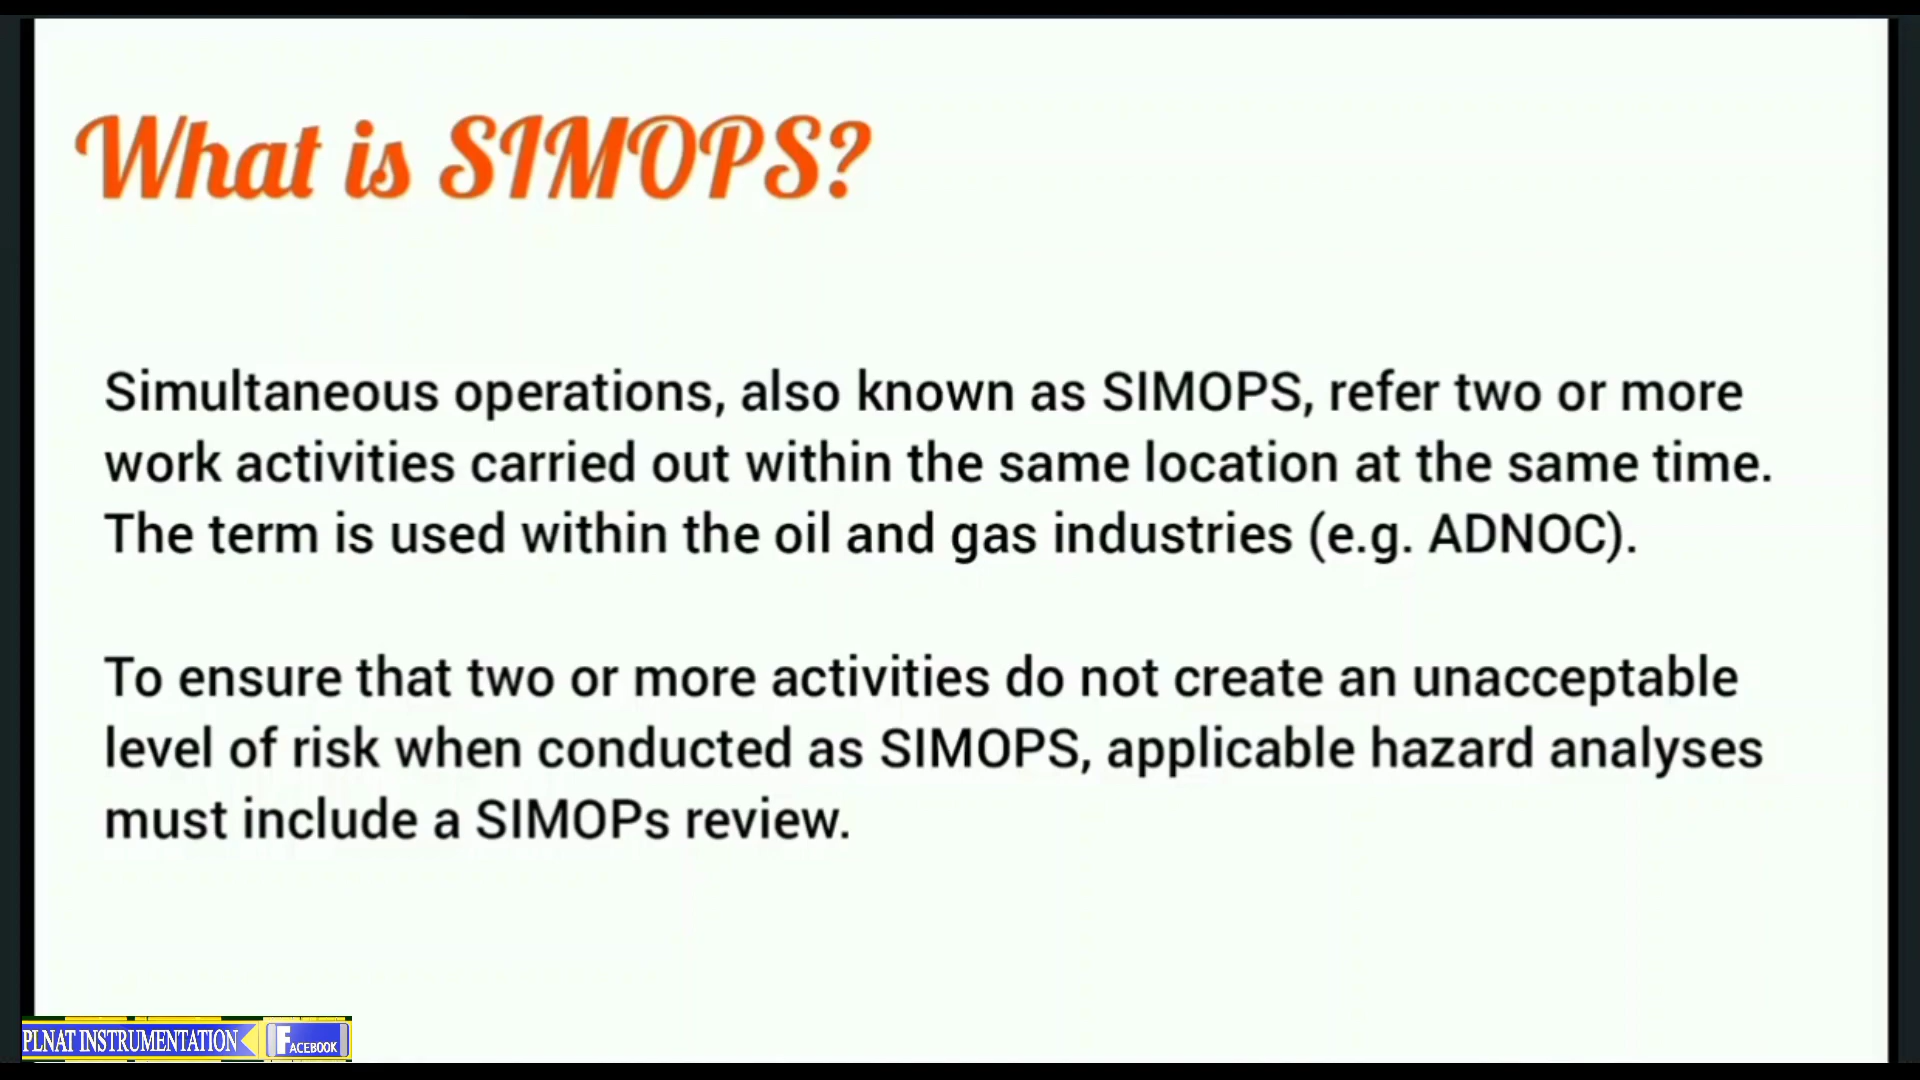 What is SIMOPS?
Simultaneous operations, also known as SIMOPS, refer two or more
work activities carried out within the same location at the same time.
The term is used within the oil and gas industries (e.g. ADNOC).
To ensure that two or more activities do not create an unacceptable
level of risk when conducted as SIMOPS, applicable hazard analyses
must include a SIMOPs review.
PLNAT INSTRUMENTATION FACEBOOK